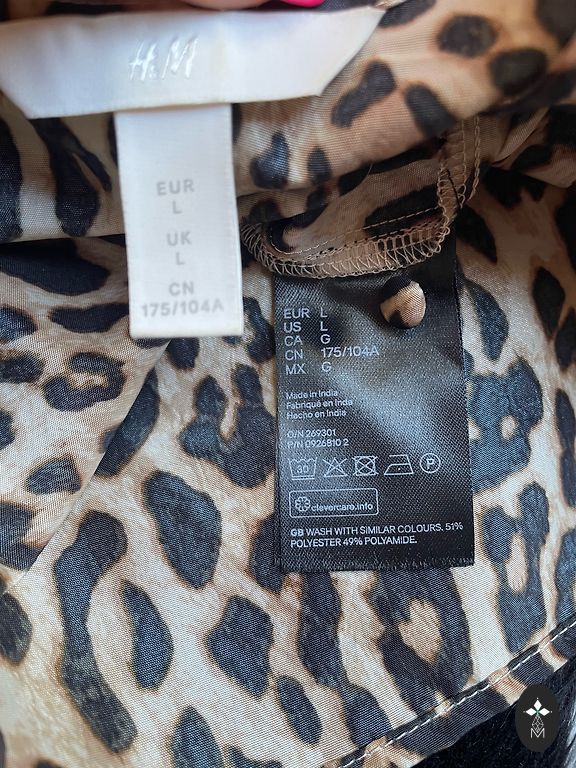 H&M
EUR
L
UK
L
CN
175/104A
EUR L
US L
CA G
CN 175/104A
MX G
Made in India
Fabriqué en Inde
Hecho en India
O/N 269301
P/N 0926810 2
30
P
clevercare.info
GB WASH WITH SIMILAR COLOURS. 51%
POLYESTER 49% POLYAMIDE.
M